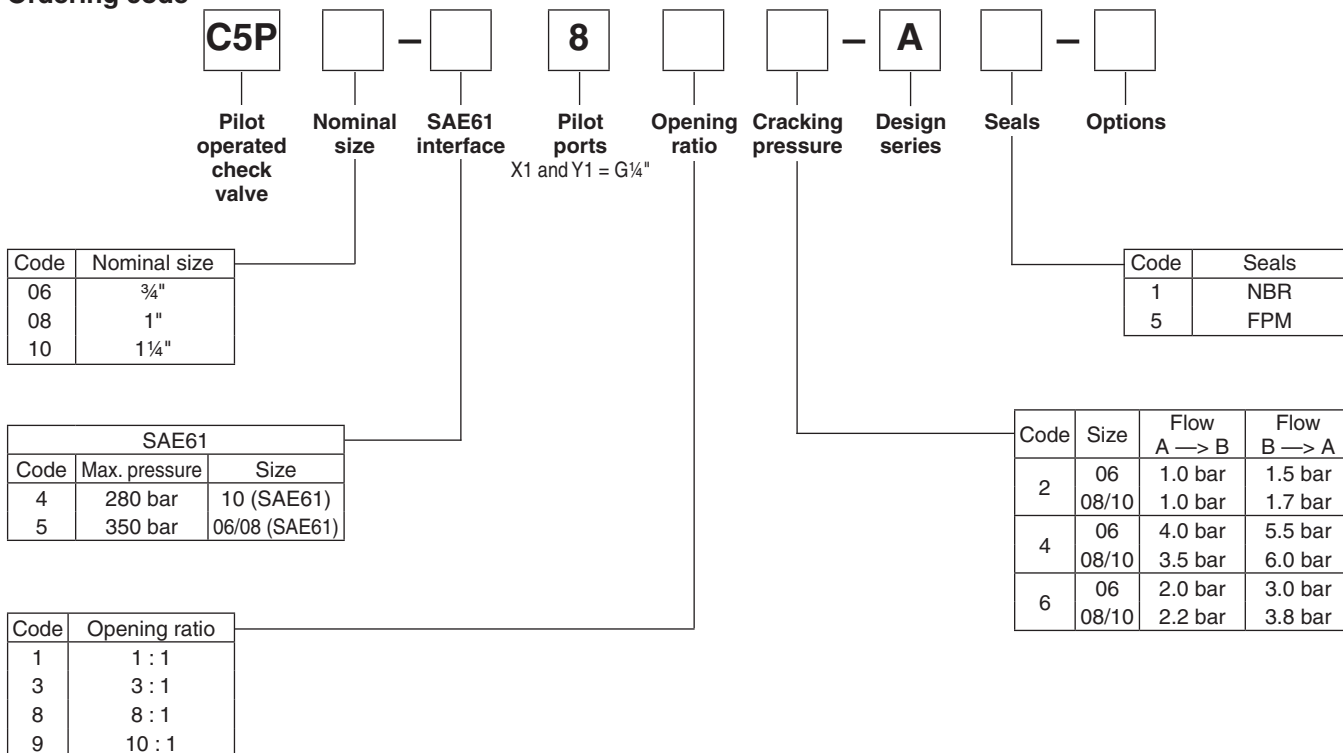 Ordering code
C5P – 8 – A –
Pilot operated check valve
Nominal size
SAE61 interface
Pilot ports
X1 and Y1 = G¼"
Opening ratio
Cracking pressure
Design series
Seals
Options
Code Nominal size
06 ¾"
08 1"
10 1¼"
SAE61
Code Max. pressure Size
4 280 bar 10 (SAE61)
5 350 bar 06/08 (SAE61)
Code Opening ratio
1 1 : 1
3 3 : 1
8 8 : 1
9 10 : 1
Code Seals
1 NBR
5 FPM
Code Size Flow A —> B Flow B —> A
2 06 1.0 bar 1.5 bar
08/10 1.0 bar 1.7 bar
4 06 4.0 bar 5.5 bar
08/10 3.5 bar 6.0 bar
6 06 2.0 bar 3.0 bar
08/10 2.2 bar 3.8 bar